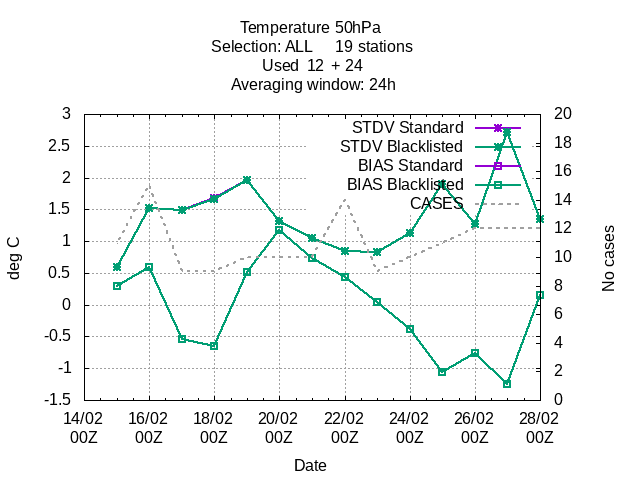 Temperature 50hPa
Selection: ALL 19 stations
Used 12 + 24
Averaging window: 24h
STDV Standard
STDV Blacklisted
BIAS Standard
BIAS Blacklisted
CASES
3
2.5
2
1.5
1
0.5
0
-0.5
-1
-1.5
20
18
16
14
12
10
8
6
4
2
0
deg C
No cases
14/02 16/02 18/02 20/02 22/02 24/02 26/02 28/02
00Z 00Z 00Z 00Z 00Z 00Z 00Z 00Z
Date